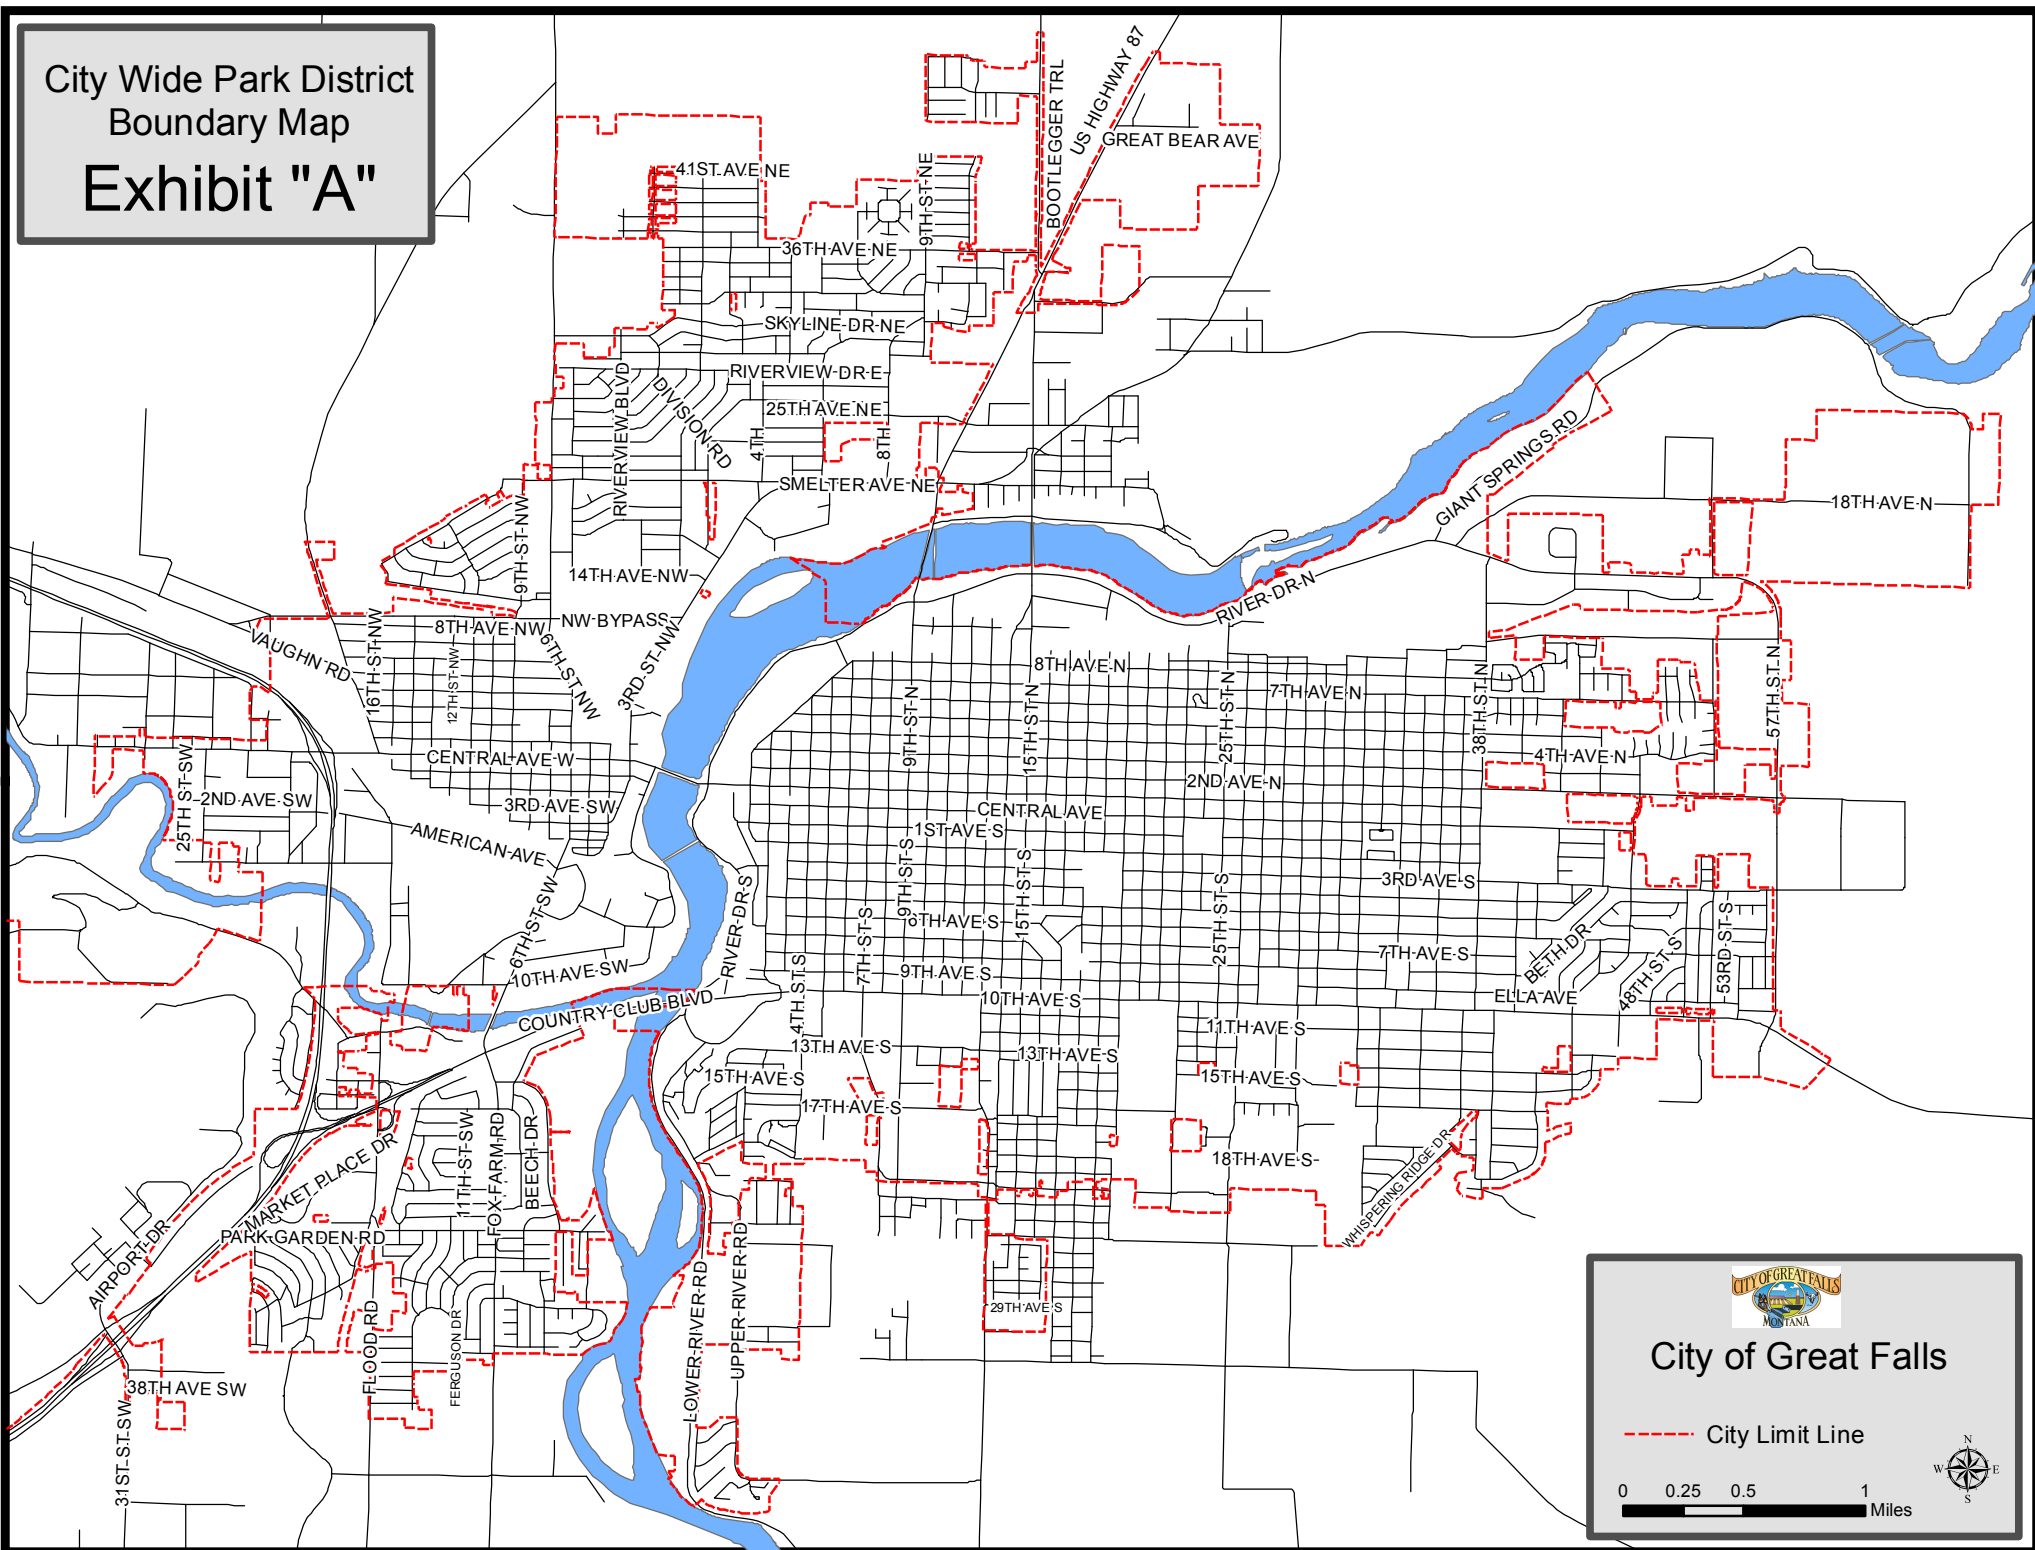 City Wide Park District
Boundary Map
Exhibit "A"
BOOTLEGGER TRL
US HIGHWAY 87
GREAT BEAR AVE
41ST AVE NE
9TH ST NE
36TH AVE NE
SKYLINE DR NE
RIVERVIEW DR E
RIVERVIEW BLVD
DIVISION RD
25TH AVE NE
4TH
8TH
SMELTER AVE NE
GIANT SPRINGS RD
18TH AVE N
9TH ST NW
14TH AVE NW
NW BYPASS
RIVER DR N
8TH AVE NW
6TH ST NW
3RD ST NW
VAUGHN RD
16TH ST NW
12TH ST NW
8TH AVE N
7TH AVE N
9TH ST N
15TH ST N
25TH ST N
38TH ST N
57TH ST N
4TH AVE N
CENTRAL AVE W
25TH ST SW
2ND AVE SW
3RD AVE SW
2ND AVE N
CENTRAL AVE
1ST AVE S
AMERICAN AVE
3RD AVE S
9TH ST S
15TH ST S
25TH ST S
RIVER DR S
6TH ST SW
7TH ST S
6TH AVE S
7TH AVE S
BETH DR
48TH ST S
53RD ST S
10TH AVE SW
9TH AVE S
4TH ST S
10TH AVE S
ELLA AVE
COUNTRY CLUB BLVD
11TH AVE S
13TH AVE S
13TH AVE S
15TH AVE S
15TH AVE S
17TH AVE S
18TH AVE S
WHISPERING RIDGE DR
MARKET PLACE DR
11TH ST SW
FOX FARM RD
BEECH DR
PARK GARDEN RD
AIRPORT DR
UPPER RIVER RD
LOWER RIVER RD
29TH AVE S
FLOOD RD
FERGUSON DR
38TH AVE SW
31ST ST SW
CITY OF GREAT FALLS
MONTANA
City of Great Falls
City Limit Line
0 0.25 0.5 1
Miles
N
W E
S